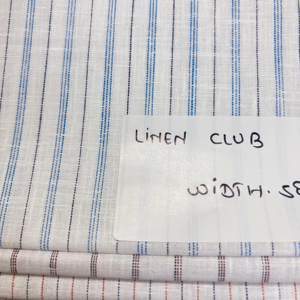 LiNEN CLUB
WiDTH. 58